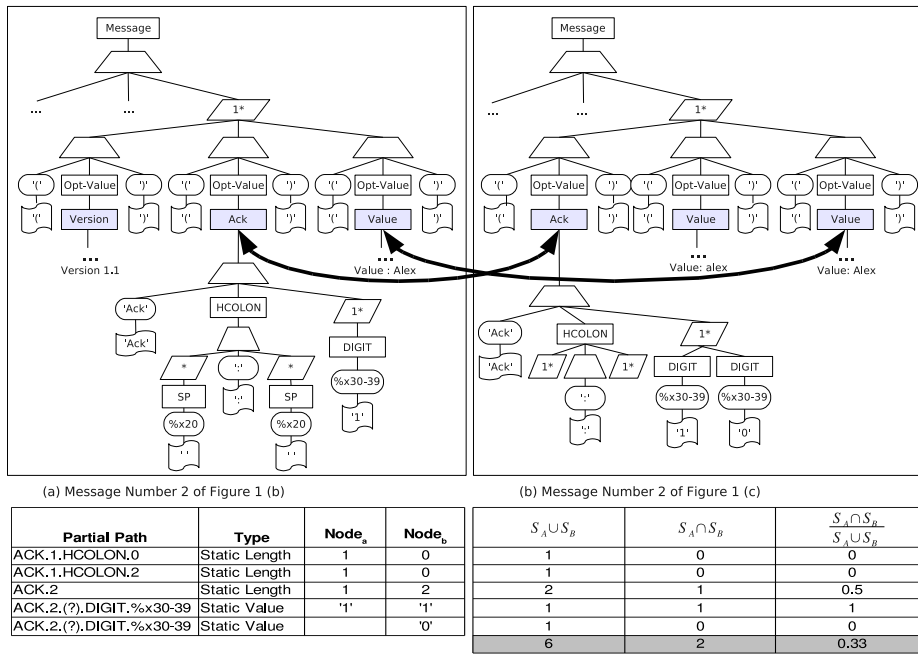 Message
...
...
1*
'('
Opt-Value
')'
'('
Opt-Value
')'
'('
Opt-Value
')'
'('
Version
')'
'('
Ack
')'
'('
Value
')'
...
Version 1.1
...
Value : Alex
'Ack'
HCOLON
1*
'Ack'
DIGIT
*
':'
*
SP
':'
SP
%x30-39
%x20
%x20
'1'
' '
' '
(a) Message Number 2 of Figure 1 (b)
Message
...
...
1*
'('
Opt-Value
')'
'('
Opt-Value
')'
'('
Opt-Value
')'
'('
Ack
')'
'('
Value
')'
'('
Value
')'
...
Value: alex
...
Value: Alex
'Ack'
HCOLON
1*
'Ack'
1*
1*
DIGIT
DIGIT
':'
%x30-39
%x30-39
':'
'1'
'0'
(b) Message Number 2 of Figure 1 (c)
Partial Path Type Node_a Node_b
ACK.1.HCOLON.0 Static Length 1 0
ACK.1.HCOLON.2 Static Length 1 0
ACK.2 Static Length 1 2
ACK.2.(?).DIGIT.%x30-39 Static Value '1' '1'
ACK.2.(?).DIGIT.%x30-39 Static Value '0'
S_A∪S_B S_A∩S_B S_A∩S_B / S_A∪S_B
1 0 0
1 0 0
2 1 0.5
1 1 1
1 0 0
6 2 0.33